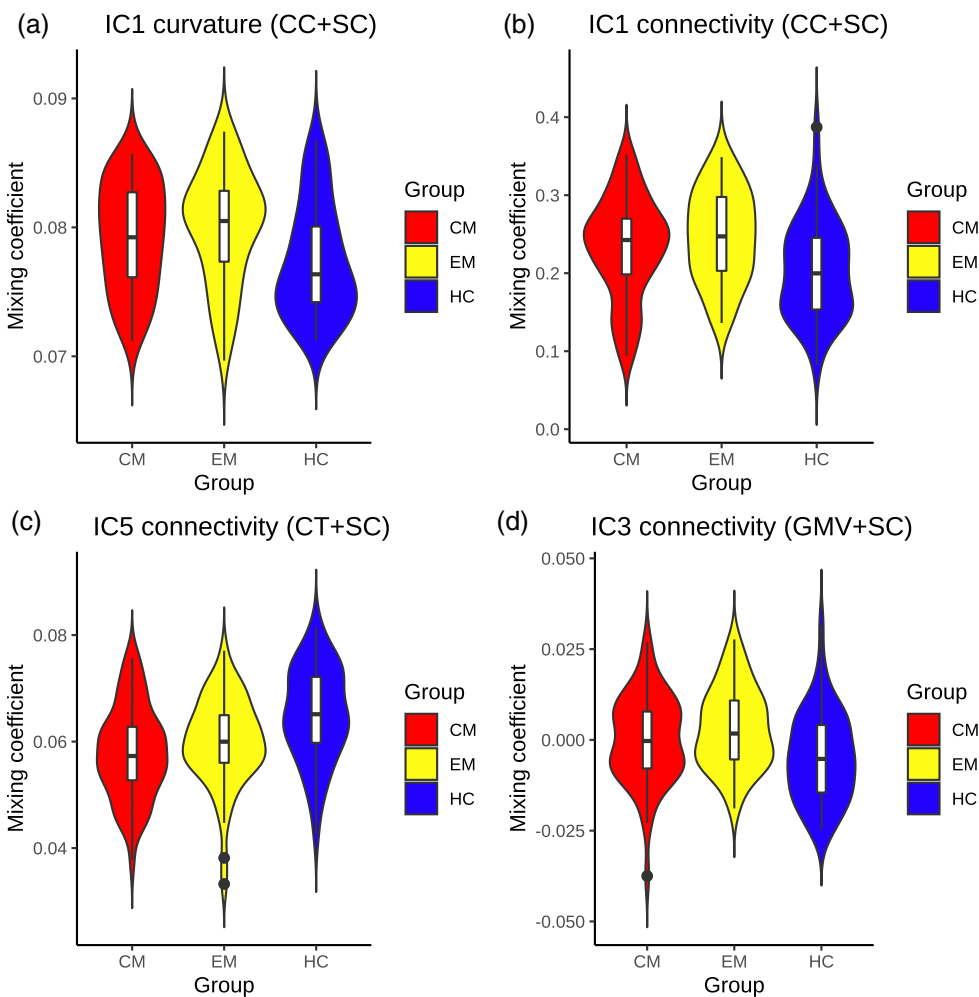 (a) IC1 curvature (CC+SC)
Mixing coefficient
0.09
0.08
0.07
CM EM HC
Group
Group
CM
EM
HC
(b) IC1 connectivity (CC+SC)
Mixing coefficient
0.4
0.3
0.2
0.1
0.0
CM EM HC
Group
Group
CM
EM
HC
(c) IC5 connectivity (CT+SC)
Mixing coefficient
0.08
0.06
0.04
CM EM HC
Group
Group
CM
EM
HC
(d) IC3 connectivity (GMV+SC)
Mixing coefficient
0.050
0.025
0.000
-0.025
-0.050
CM EM HC
Group
Group
CM
EM
HC